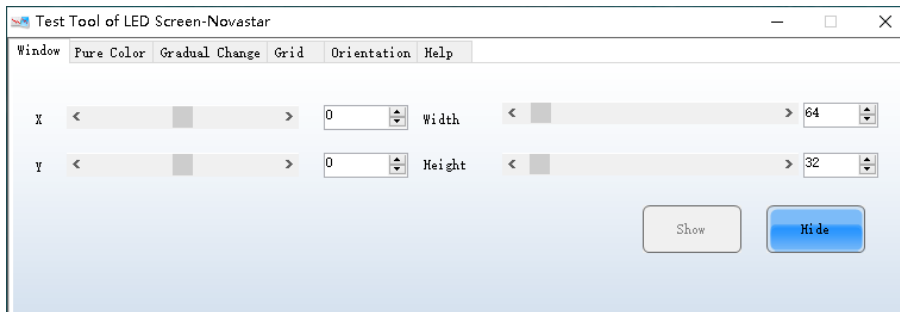 Test Tool of LED Screen-Novastar
Window Pure Color Gradual Change Grid Orientation Help
X 0 Width 64
Y 0 Height 32
Show Hide